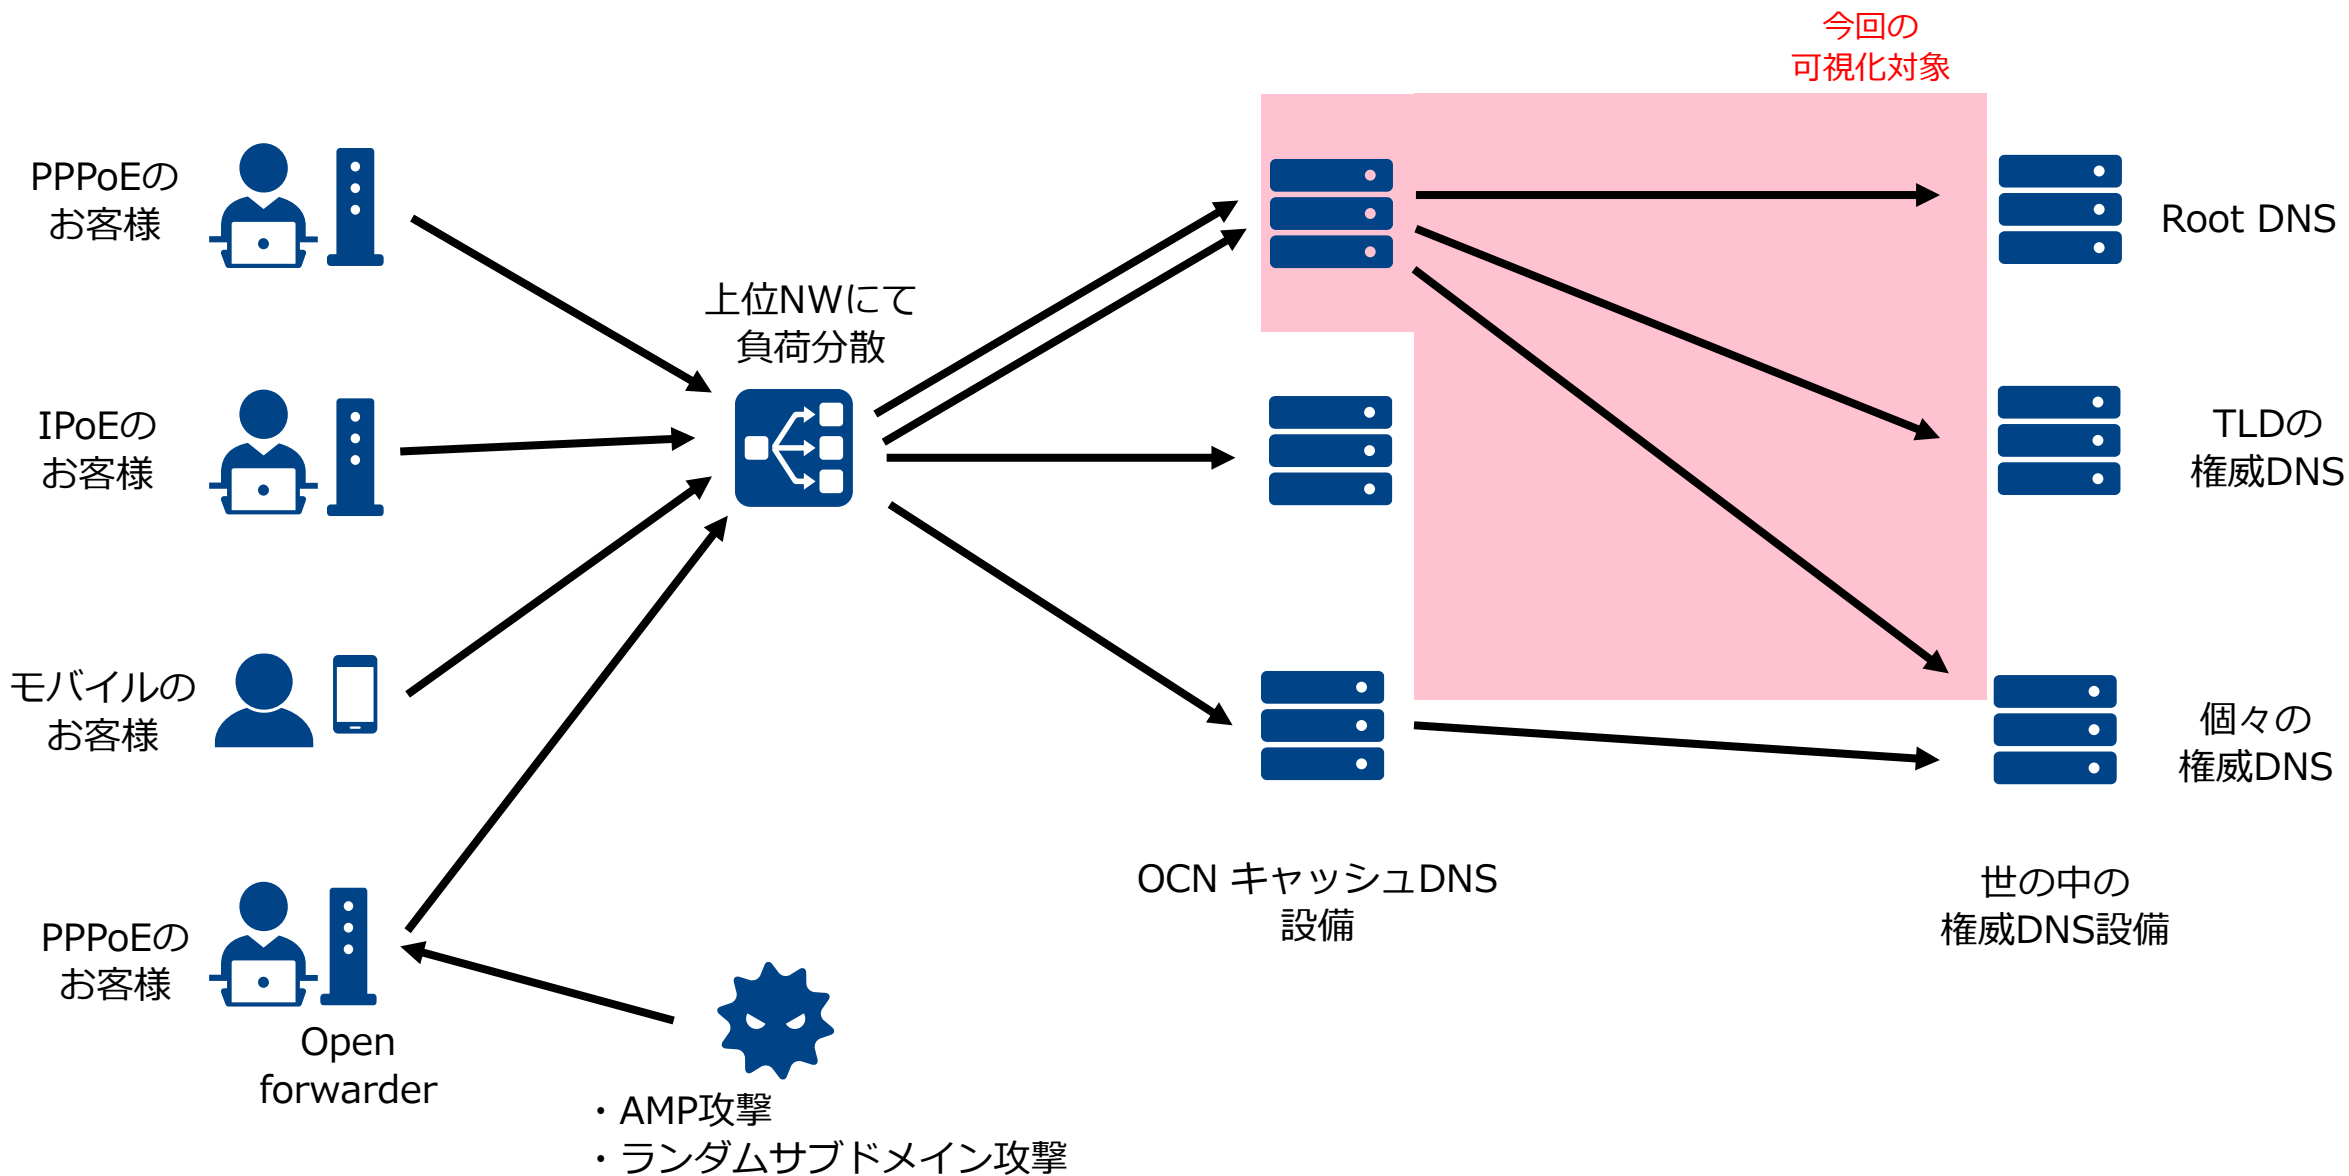 今回の
可視化対象
PPPoEの
お客様
Root DNS
上位NWにて
負荷分散
IPoEの
お客様
TLDの
権威DNS
モバイルの
お客様
個々の
権威DNS
OCN キャッシュDNS
設備
世の中の
権威DNS設備
PPPoEの
お客様
Open
forwarder
・AMP攻撃
・ランダムサブドメイン攻撃